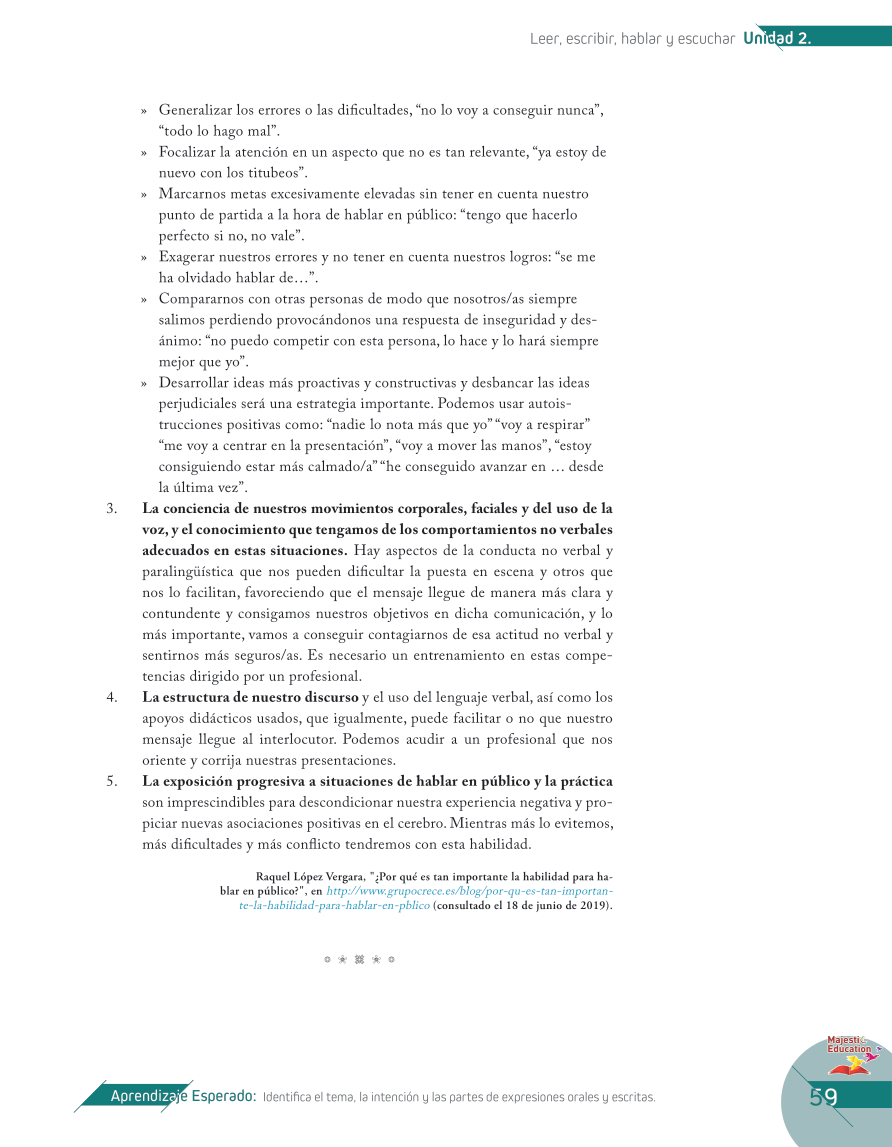 Leer, escribir, hablar y escuchar Unidad 2.
» Generalizar los errores o las dificultades, “no lo voy a conseguir nunca”,
“todo lo hago mal”.
» Focalizar la atención en un aspecto que no es tan relevante, “ya estoy de
nuevo con los titubeos”.
» Marcarnos metas excesivamente elevadas sin tener en cuenta nuestro
punto de partida a la hora de hablar en público: “tengo que hacerlo
perfecto si no, no vale”.
» Exagerar nuestros errores y no tener en cuenta nuestros logros: “se me
ha olvidado hablar de…”.
» Compararnos con otras personas de modo que nosotros/as siempre
salimos perdiendo provocándonos una respuesta de inseguridad y des-
ánimo: “no puedo competir con esta persona, lo hace y lo hará siempre
mejor que yo”.
» Desarrollar ideas más proactivas y constructivas y desbancar las ideas
perjudiciales será una estrategia importante. Podemos usar autois-
trucciones positivas como: “nadie lo nota más que yo” “voy a respirar”
“me voy a centrar en la presentación”, “voy a mover las manos”, “estoy
consiguiendo estar más calmado/a” “he conseguido avanzar en … desde
la última vez”.
3. La conciencia de nuestros movimientos corporales, faciales y del uso de la
voz, y el conocimiento que tengamos de los comportamientos no verbales
adecuados en estas situaciones. Hay aspectos de la conducta no verbal y
paralingüística que nos pueden dificultar la puesta en escena y otros que
nos lo facilitan, favoreciendo que el mensaje llegue de manera más clara y
contundente y consigamos nuestros objetivos en dicha comunicación, y lo
más importante, vamos a conseguir contagiarnos de esa actitud no verbal y
sentirnos más seguros/as. Es necesario un entrenamiento en estas compe-
tencias dirigido por un profesional.
4. La estructura de nuestro discurso y el uso del lenguaje verbal, así como los
apoyos didácticos usados, que igualmente, puede facilitar o no que nuestro
mensaje llegue al interlocutor. Podemos acudir a un profesional que nos
oriente y corrija nuestras presentaciones.
5. La exposición progresiva a situaciones de hablar en público y la práctica
son imprescindibles para descondicionar nuestra experiencia negativa y pro-
piciar nuevas asociaciones positivas en el cerebro. Mientras más lo evitemos,
más dificultades y más conflicto tendremos con esta habilidad.
Raquel López Vergara, "¿Por qué es tan importante la habilidad para ha-
blar en público?", en http://www.grupocrece.es/blog/por-qu-es-tan-importan-
te-la-habilidad-para-hablar-en-pblico (consultado el 18 de junio de 2019).
Majestic
Education
Aprendizaje Esperado: Identifica el tema, la intención y las partes de expresiones orales y escritas.
59